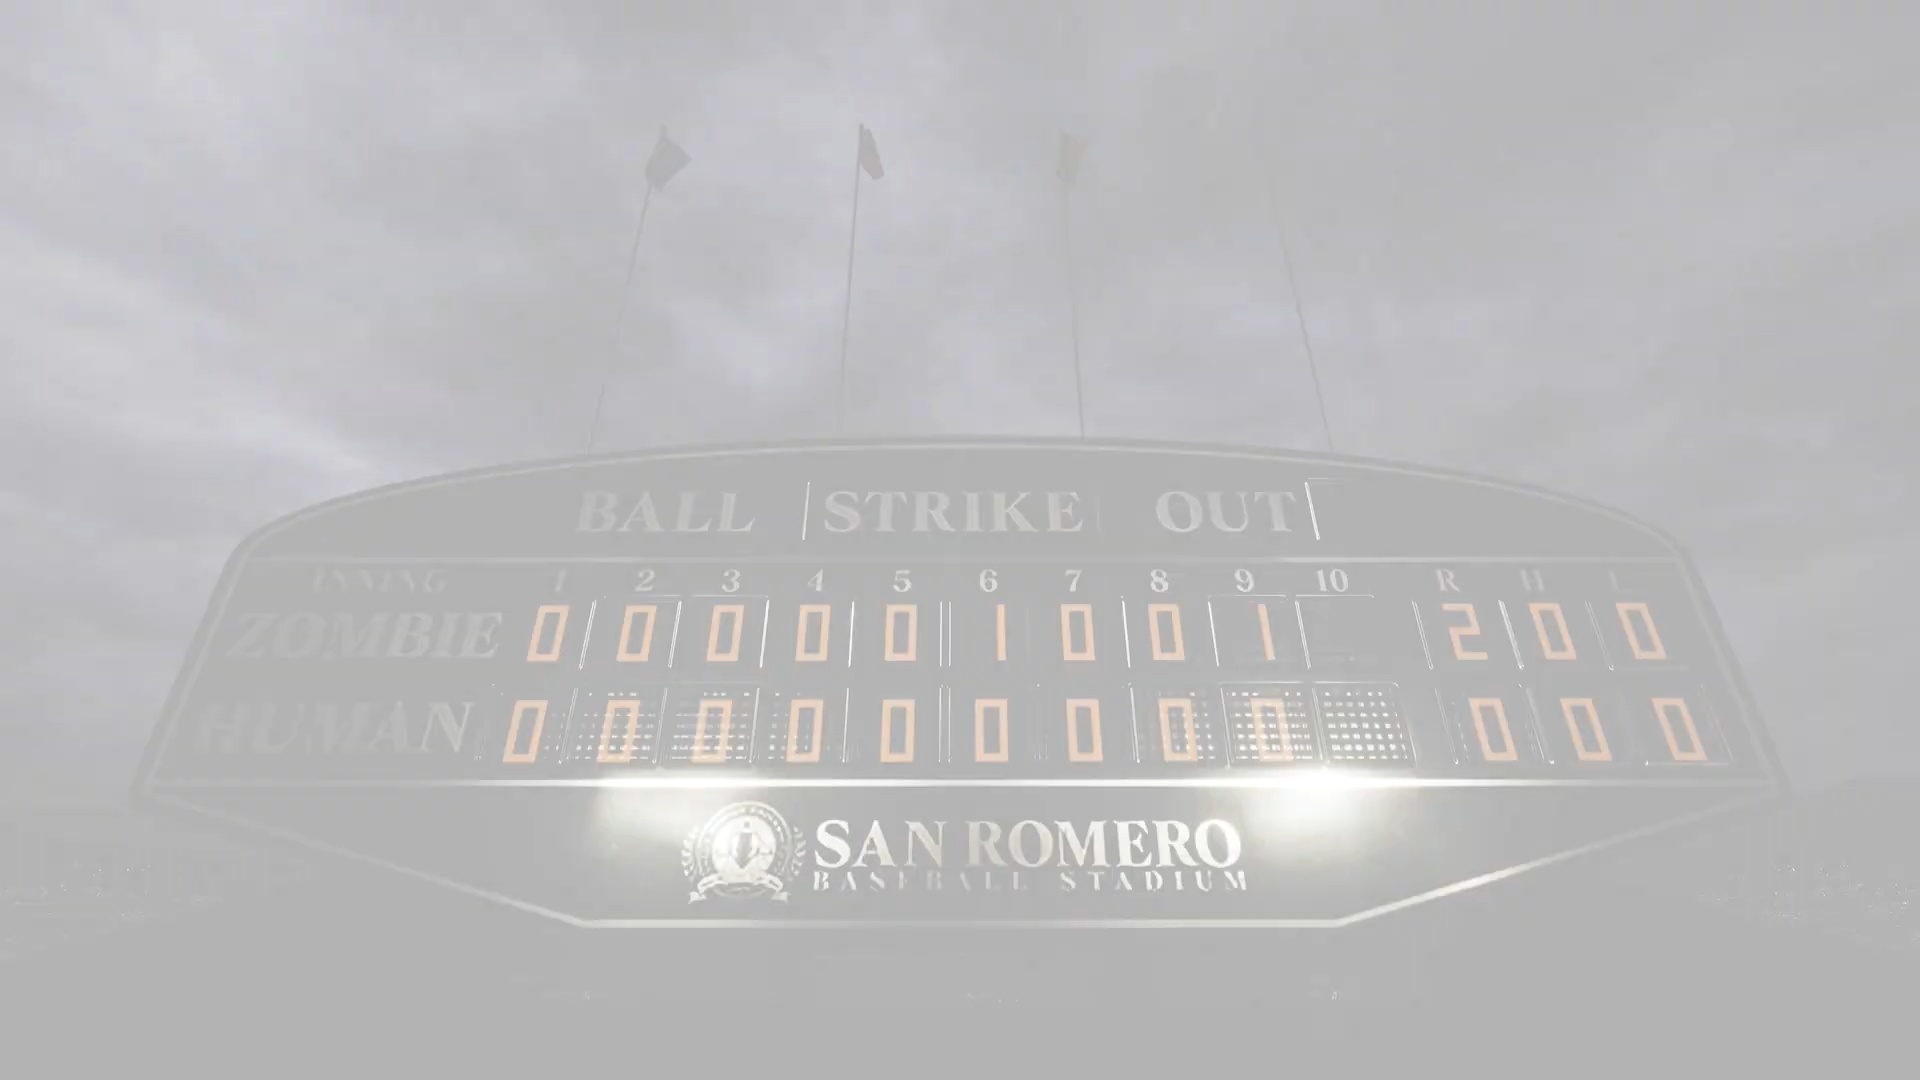 BALL STRIKE OUT
INNING 1 2 3 4 5 6 7 8 9 10 R H
ZOMBIE 0 0 0 0 0 1 0 0 1 2 0 0
HUMAN 0 0 0 0 0 0 0 0 0 0 0 0
SAN ROMERO
BASEBALL STADIUM